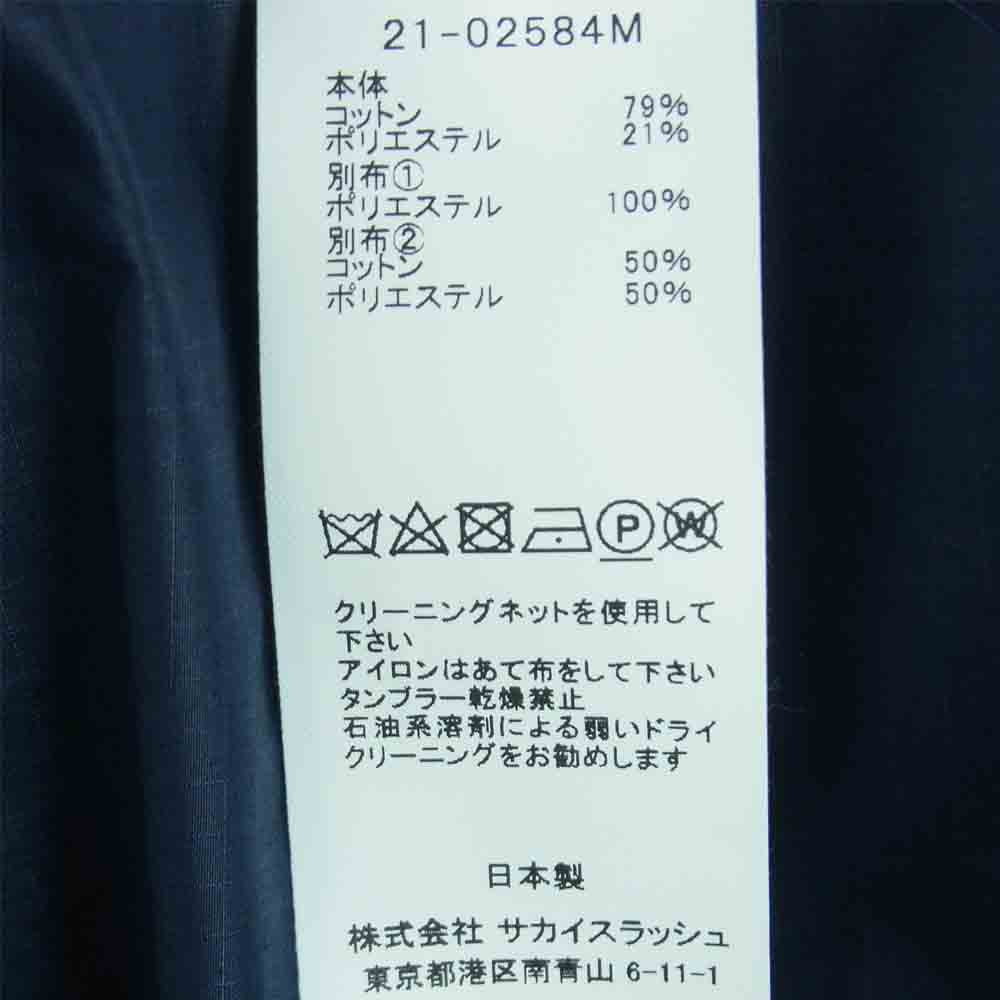 21-02584M
本体
コットン 79%
ポリエステル 21%
別布①
ポリエステル 100%
別布②
コットン 50%
ポリエステル 50%
P W
クリーニングネットを使用して
下さい
アイロンはあて布をして下さい
タンブラー乾燥禁止
石油系溶剤による弱いドライ
クリーニングをお勧めします
日本製
株式会社 サカイスラッシュ
東京都港区南青山 6-11-1